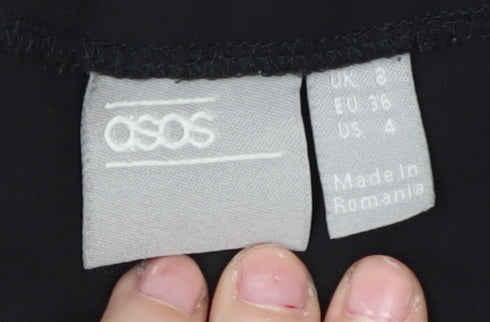 asos
UK 8
EU 36
US 4
Made in
Romania